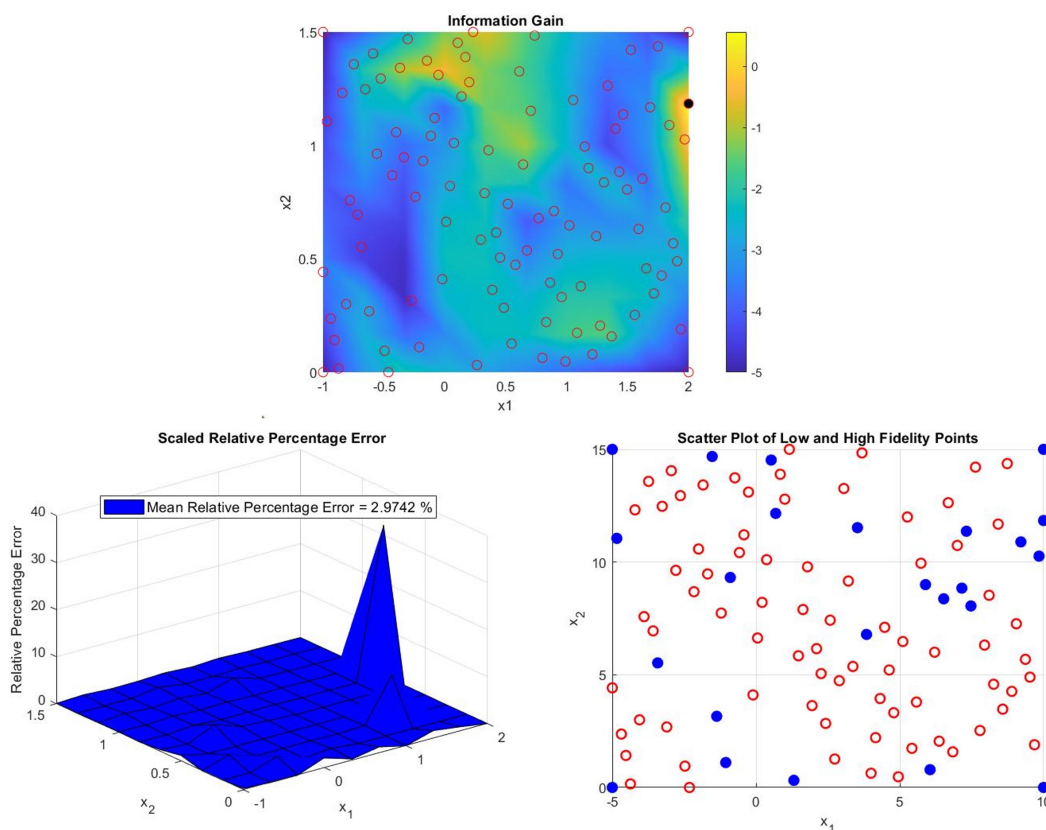 Information Gain
1.5
1
0.5
0
x2
-1 -0.5 0 0.5 1 1.5 2
x1
0
-1
-2
-3
-4
-5
Scaled Relative Percentage Error
Mean Relative Percentage Error = 2.9742 %
Relative Percentage Error
40
30
20
10
0
1.5
1
0.5
0
x2
-1
0
1
2
x1
Scatter Plot of Low and High Fidelity Points
15
10
5
0
x2
-5 0 5 10
x1